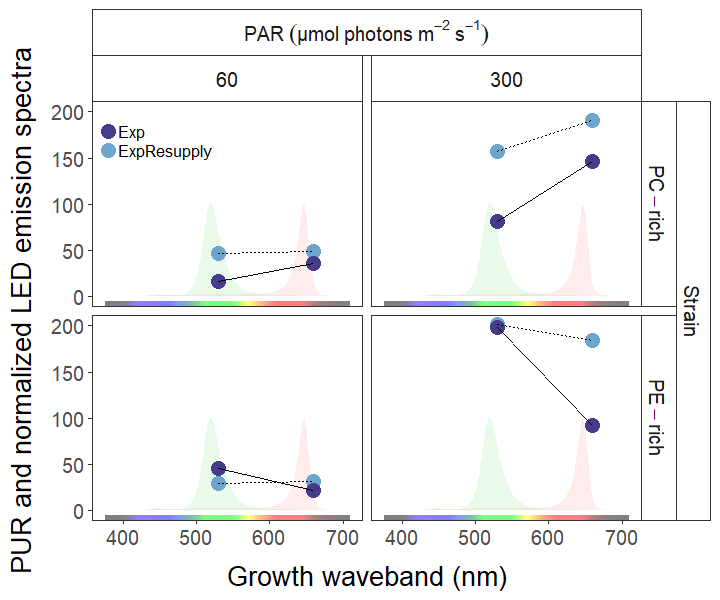 PAR (μmol photons m⁻² s⁻¹)
60
300
PUR and normalized LED emission spectra
200
150
100
50
0
Exp
ExpResupply
PC – rich
Strain
200
150
100
50
0
PE – rich
400
500
600
700
400
500
600
700
Growth waveband (nm)